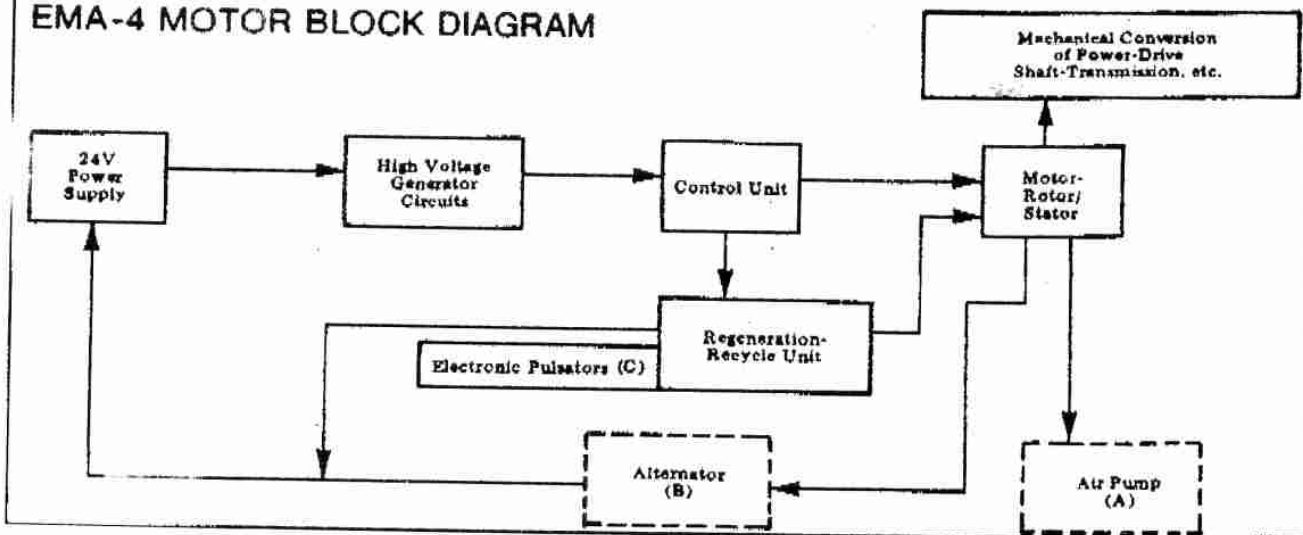 EMA-4 MOTOR BLOCK DIAGRAM
Mechanical Conversion
of Power-Drive
Shaft-Transmission, etc.
24V
Power
Supply
High Voltage
Generator
Circuits
Control Unit
Motor-
Rotor/
Stator
Regeneration-
Recycle Unit
Electronic Pulsators (C)
Alternator
(B)
Air Pump
(A)